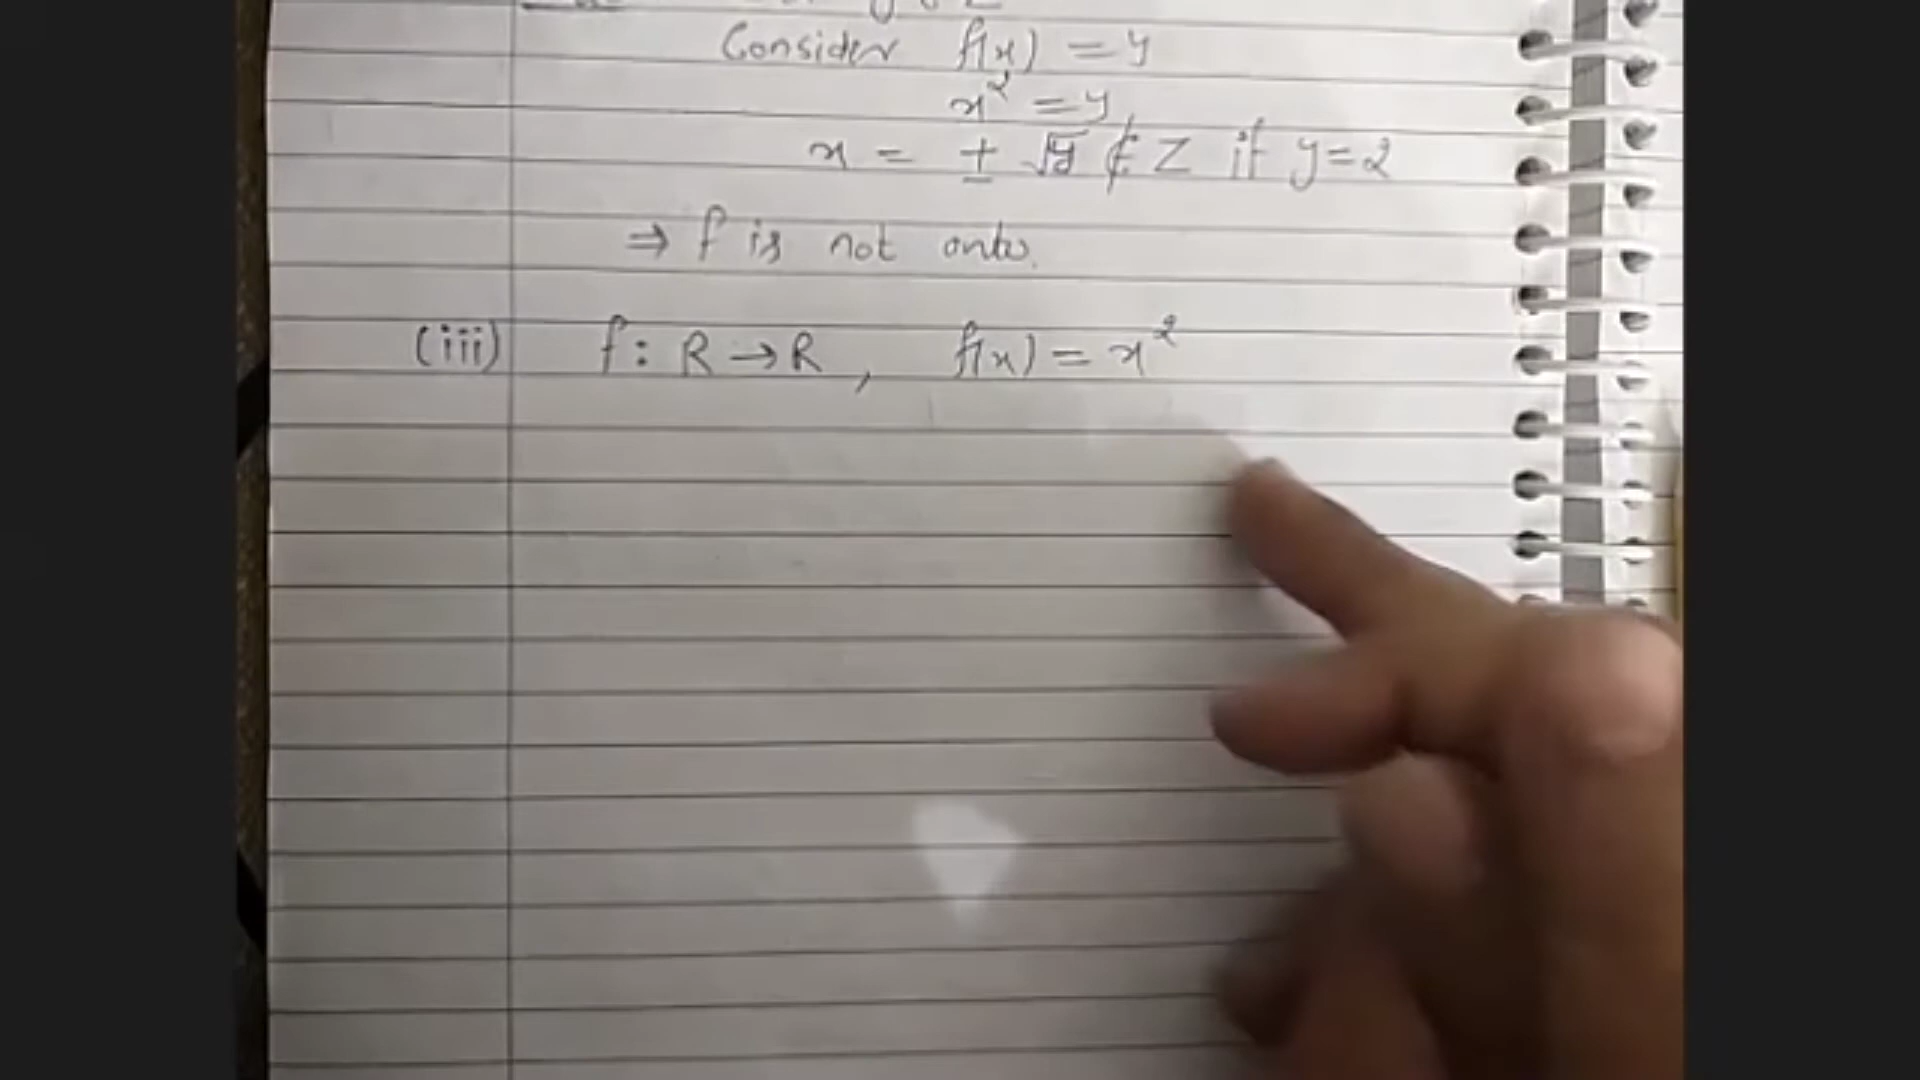 Consider f(x) = y
x² = y
x = ± √y ∉ Z if y=2
⇒ f is not onto.
(iii) f : R → R , f(x) = x²